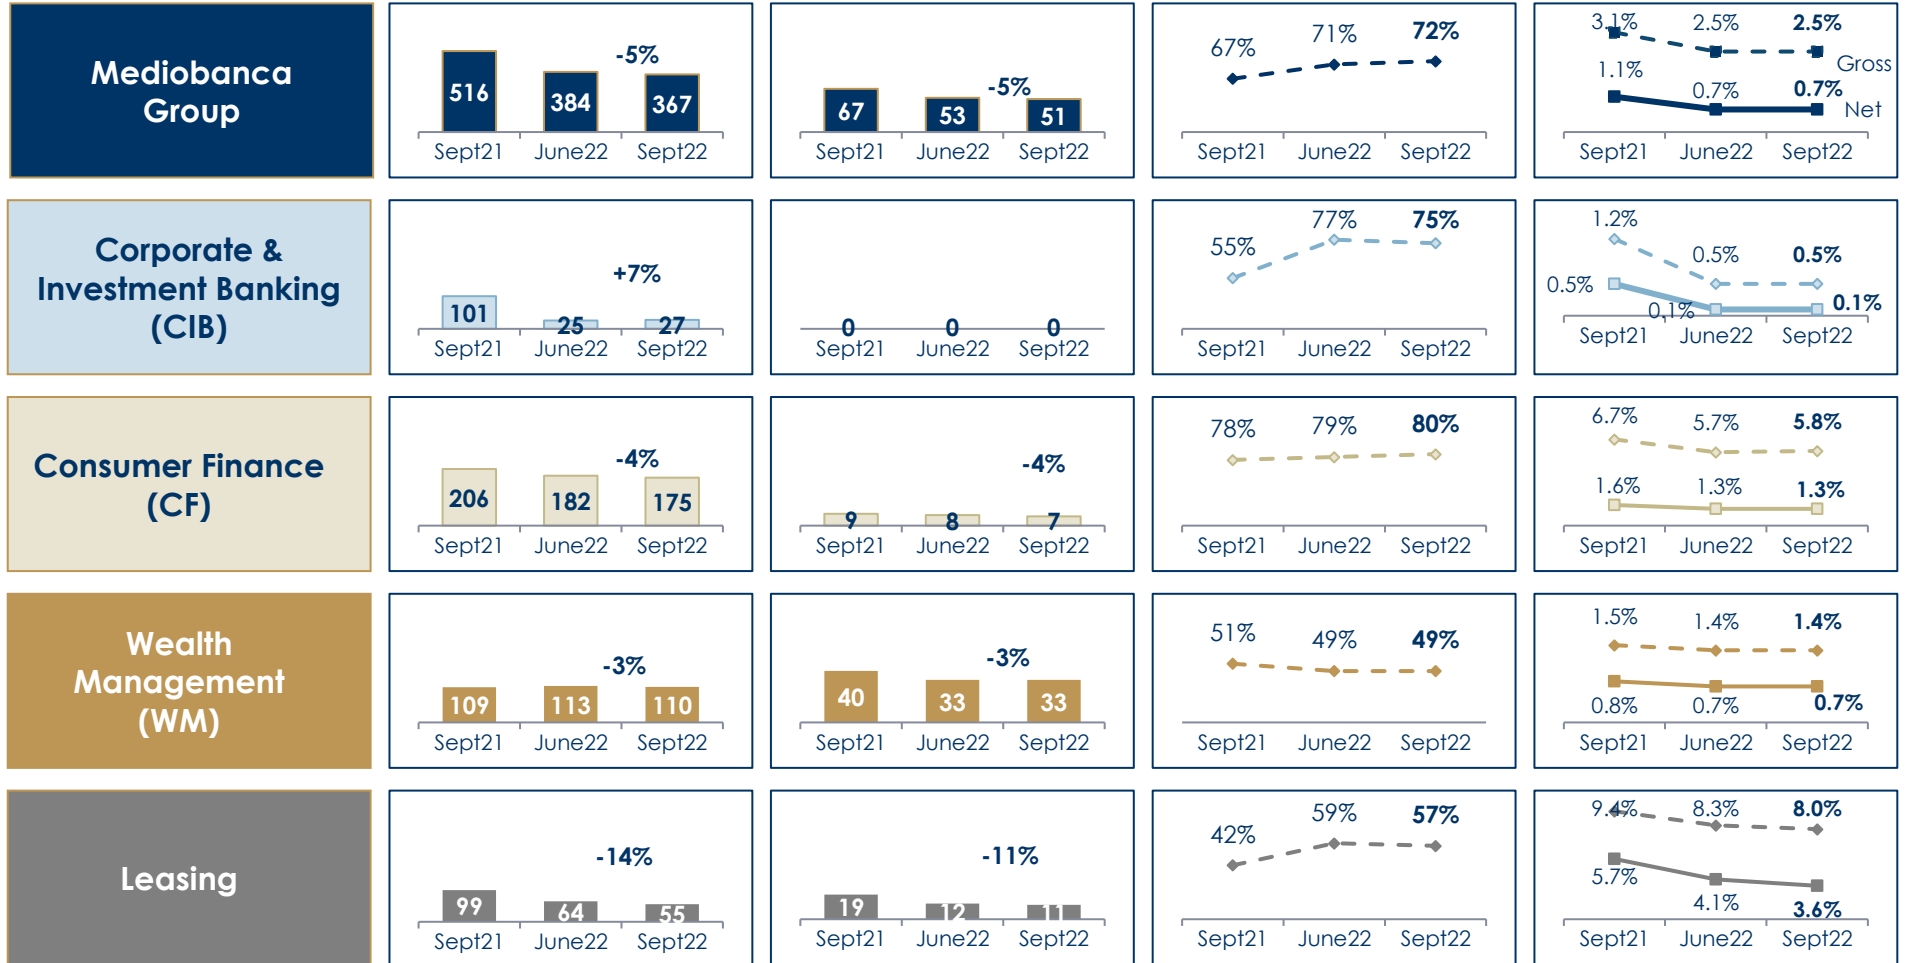 Mediobanca
Group
-5%
516
384
367
Sept21 June22 Sept22
-5%
67
53
51
Sept21 June22 Sept22
67%
71%
72%
Sept21 June22 Sept22
3.1%
2.5%
2.5%
Gross
1.1%
0.7%
0.7%
Net
Sept21 June22 Sept22
Corporate &
Investment Banking
(CIB)
+7%
101
25
27
Sept21 June22 Sept22
0
0
0
Sept21 June22 Sept22
55%
77%
75%
Sept21 June22 Sept22
1.2%
0.5%
0.5%
0.5%
0.1%
0.1%
Sept21 June22 Sept22
Consumer Finance
(CF)
-4%
206
182
175
Sept21 June22 Sept22
-4%
9
8
7
Sept21 June22 Sept22
78%
79%
80%
Sept21 June22 Sept22
6.7%
5.7%
5.8%
1.6%
1.3%
1.3%
Sept21 June22 Sept22
Wealth
Management
(WM)
-3%
109
113
110
Sept21 June22 Sept22
-3%
40
33
33
Sept21 June22 Sept22
51%
49%
49%
Sept21 June22 Sept22
1.5%
1.4%
1.4%
0.8%
0.7%
0.7%
Sept21 June22 Sept22
Leasing
-14%
99
64
55
Sept21 June22 Sept22
-11%
19
12
11
Sept21 June22 Sept22
42%
59%
57%
Sept21 June22 Sept22
9.4%
8.3%
8.0%
5.7%
4.1%
3.6%
Sept21 June22 Sept22